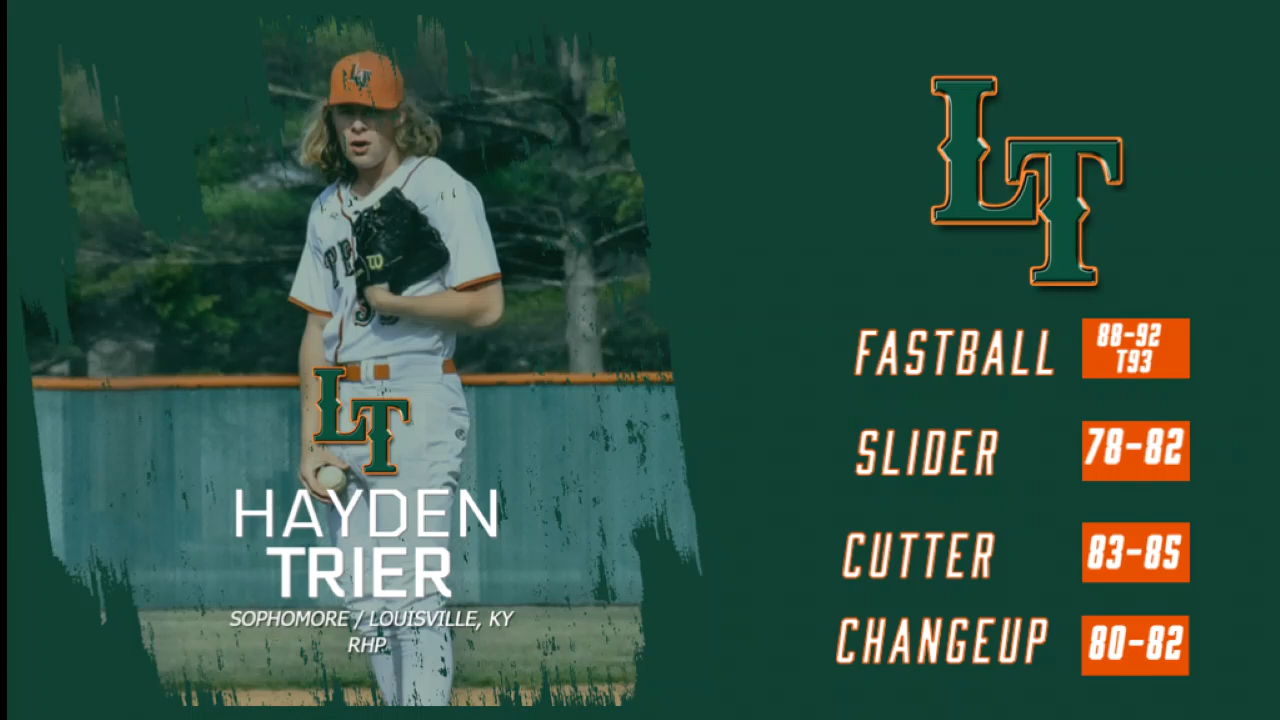 LT
HAYDEN
TRIER
SOPHOMORE / LOUISVILLE, KY
RHP
LT
FASTBALL 88-92 T93
SLIDER 78-82
CUTTER 83-85
CHANGEUP 80-82